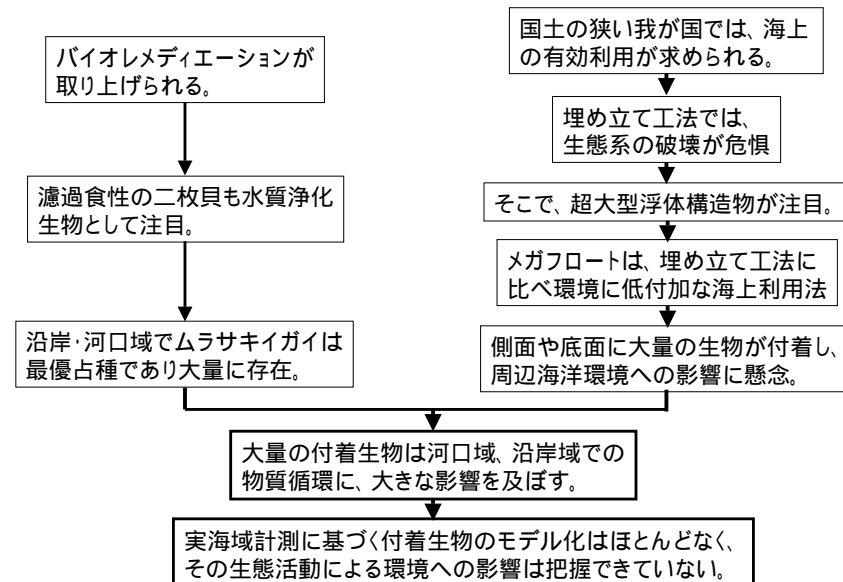 バイオレメディエーションが
取り上げられる。
濾過食性の二枚貝も水質浄化
生物として注目。
沿岸・河口域でムラサキイガイは
最優占種であり大量に存在。
国土の狭い我が国では、海上
の有効利用が求められる。
埋め立て工法では、
生態系の破壊が危惧
そこで、超大型浮体構造物が注目。
メガフロートは、埋め立て工法に
比べ環境に低付加な海上利用法
側面や底面に大量の生物が付着し、
周辺海洋環境への影響に懸念。
大量の付着生物は河口域、沿岸域での
物質循環に、大きな影響を及ぼす。
実海域計測に基づく付着生物のモデル化はほとんどなく、
その生態活動による環境への影響は把握できていない。